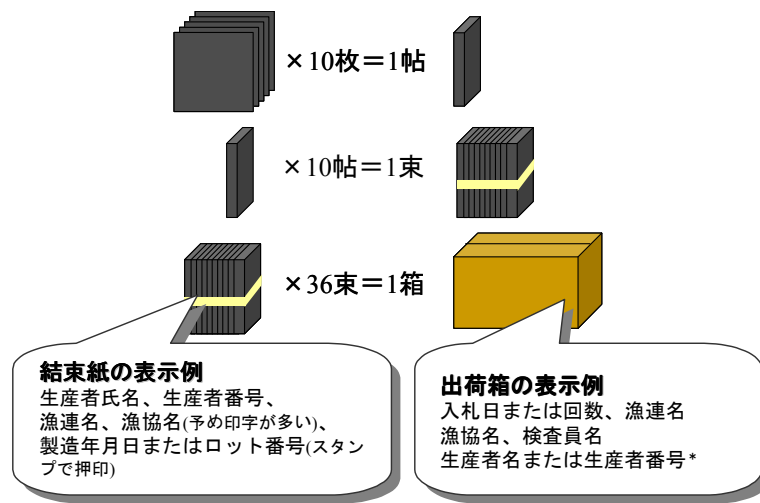 ×10枚＝1帖
×10帖＝1束
×36束＝1箱
結束紙の表示例
生産者氏名、生産者番号、
漁連名、漁協名(予め印字が多い)、
製造年月日またはロット番号(スタン
プで押印)
出荷箱の表示例
入札日または回数、漁連名
漁協名、検査員名
生産者名または生産者番号*